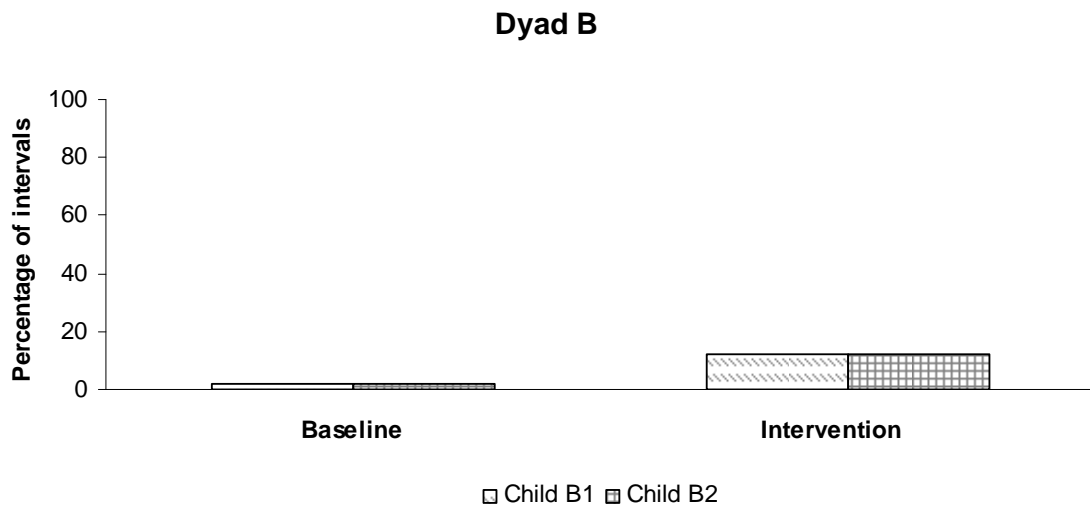 Dyad B
Percentage of intervals
100
80
60
40
20
0
Baseline Intervention
Child B1 Child B2